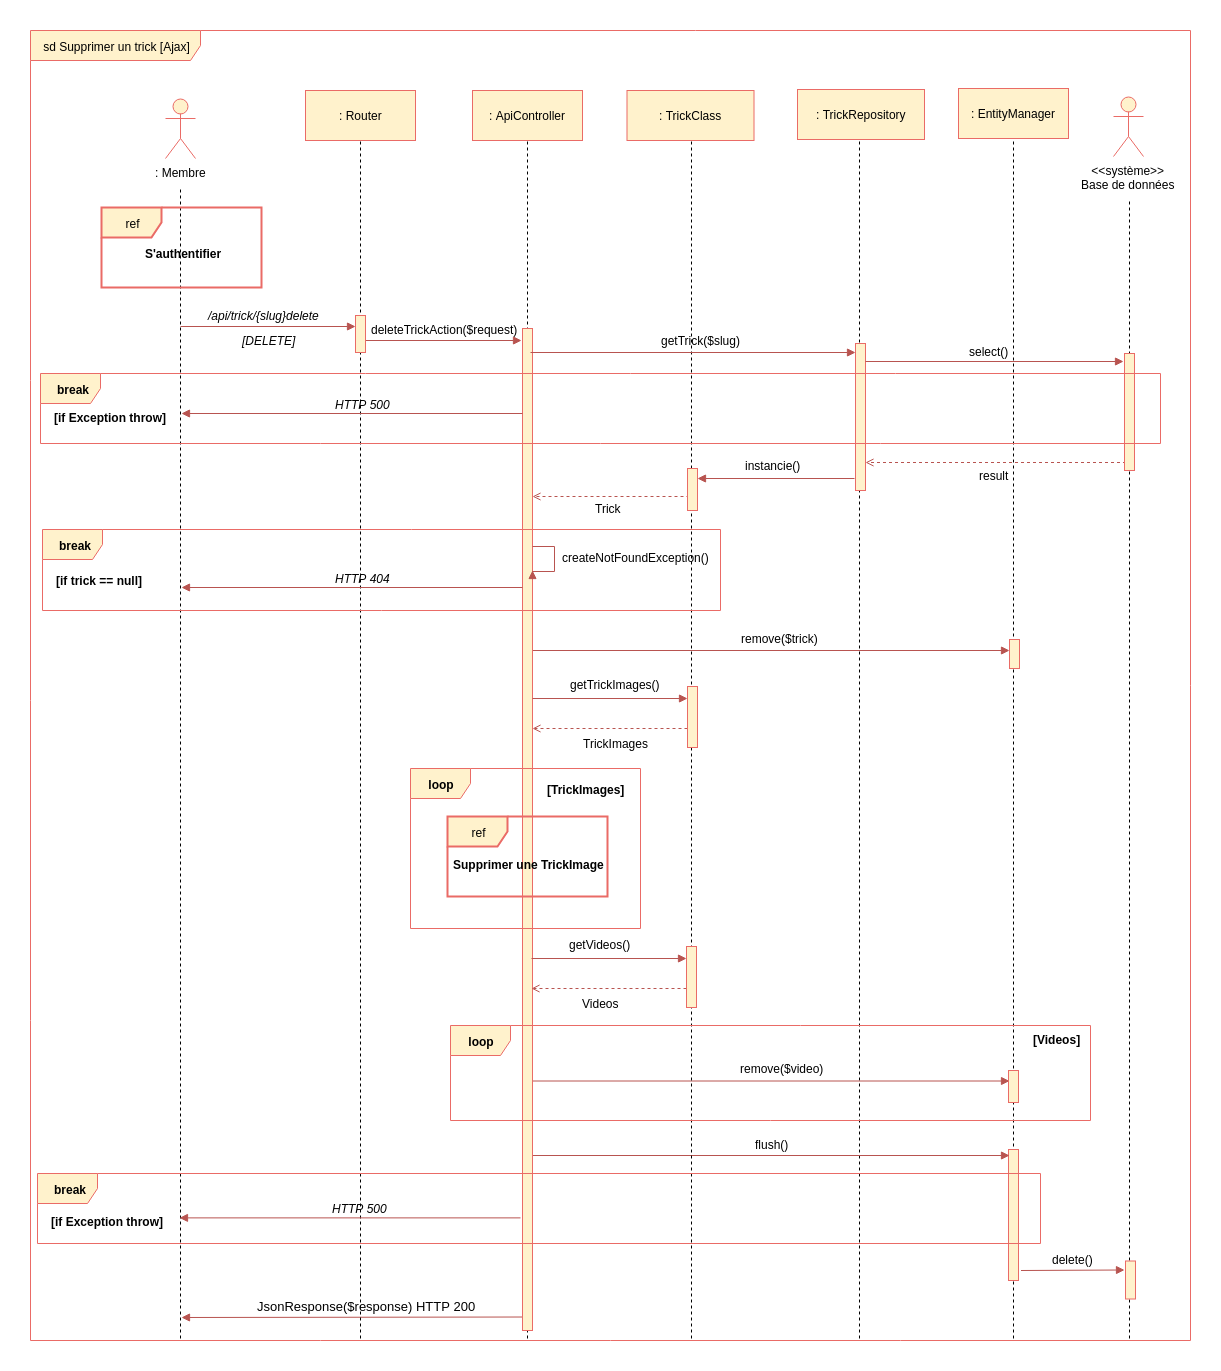 sd Supprimer un trick [Ajax]
: Membre
: Router
: ApiController
: TrickClass
: TrickRepository
: EntityManager
<<système>>
Base de données
ref
S'authentifier
/api/trick/{slug}delete
[DELETE]
deleteTrickAction($request)
getTrick($slug)
select()
break
[if Exception throw]
HTTP 500
result
instancie()
Trick
break
[if trick == null]
createNotFoundException()
HTTP 404
remove($trick)
getTrickImages()
TrickImages
loop
[TrickImages]
ref
Supprimer une TrickImage
getVideos()
Videos
loop
[Videos]
remove($video)
flush()
break
[if Exception throw]
HTTP 500
delete()
JsonResponse($response) HTTP 200